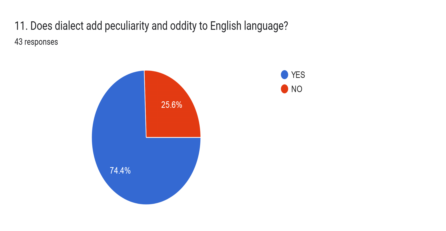 11. Does dialect add peculiarity and oddity to English language?
43 responses
YES
NO
25.6%
74.4%